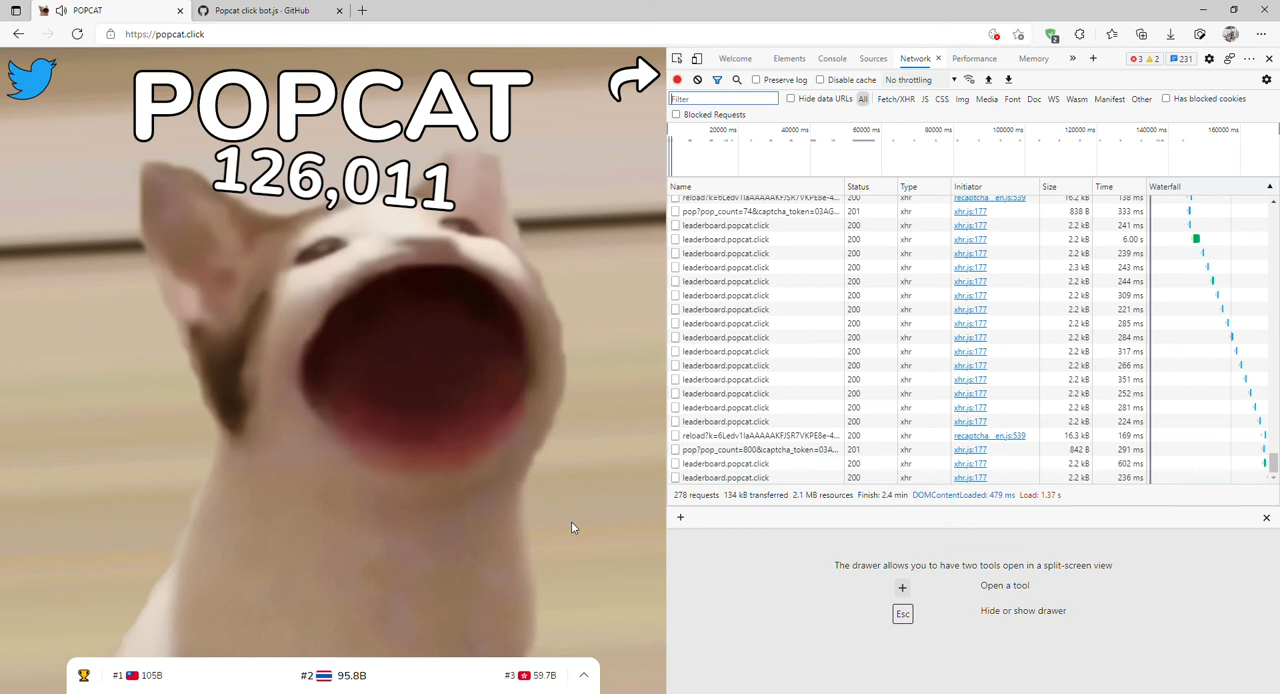 POPCAT
Popcat click bot.js - GitHub
https://popcat.click
2
POPCAT
126,011
#1 105B
#2 95.8B
#3 59.7B
Welcome Elements Console Sources Network Performance Memory 3 2 231
Preserve log Disable cache No throttling
Filter Hide data URLs All Fetch/XHR JS CSS Img Media Font Doc WS Wasm Manifest Other Has blocked cookies
Blocked Requests
20000 ms 40000 ms 60000 ms 80000 ms 100000 ms 120000 ms 140000 ms 160000 ms
Name Status Type Initiator Size Time Waterfall
200 xhr recaptcha__en.js:539 16.2 kB 138 ms
pop?pop_count=74&captcha_token=03AG... 201 xhr xhr.js:177 838 B 333 ms
leaderboard.popcat.click 200 xhr xhr.js:177 2.2 kB 241 ms
leaderboard.popcat.click 200 xhr xhr.js:177 2.2 kB 6.00 s
leaderboard.popcat.click 200 xhr xhr.js:177 2.2 kB 239 ms
leaderboard.popcat.click 200 xhr xhr.js:177 2.3 kB 243 ms
leaderboard.popcat.click 200 xhr xhr.js:177 2.2 kB 244 ms
leaderboard.popcat.click 200 xhr xhr.js:177 2.2 kB 309 ms
leaderboard.popcat.click 200 xhr xhr.js:177 2.2 kB 221 ms
leaderboard.popcat.click 200 xhr xhr.js:177 2.2 kB 285 ms
leaderboard.popcat.click 200 xhr xhr.js:177 2.2 kB 284 ms
leaderboard.popcat.click 200 xhr xhr.js:177 2.2 kB 317 ms
leaderboard.popcat.click 200 xhr xhr.js:177 2.2 kB 266 ms
leaderboard.popcat.click 200 xhr xhr.js:177 2.2 kB 351 ms
leaderboard.popcat.click 200 xhr xhr.js:177 2.2 kB 252 ms
leaderboard.popcat.click 200 xhr xhr.js:177 2.2 kB 281 ms
leaderboard.popcat.click 200 xhr xhr.js:177 2.2 kB 224 ms
200 xhr recaptcha__en.js:539 16.3 kB 169 ms
pop?pop_count=800&captcha_token=03A... 201 xhr xhr.js:177 842 B 291 ms
leaderboard.popcat.click 200 xhr xhr.js:177 2.2 kB 602 ms
leaderboard.popcat.click 200 xhr xhr.js:177 2.2 kB 236 ms
278 requests 134 kB transferred 2.1 MB resources Finish: 2.4 min DOMContentLoaded: 479 ms Load: 1.37 s
The drawer allows you to have two tools open in a split-screen view
+ Open a tool
Esc Hide or show drawer